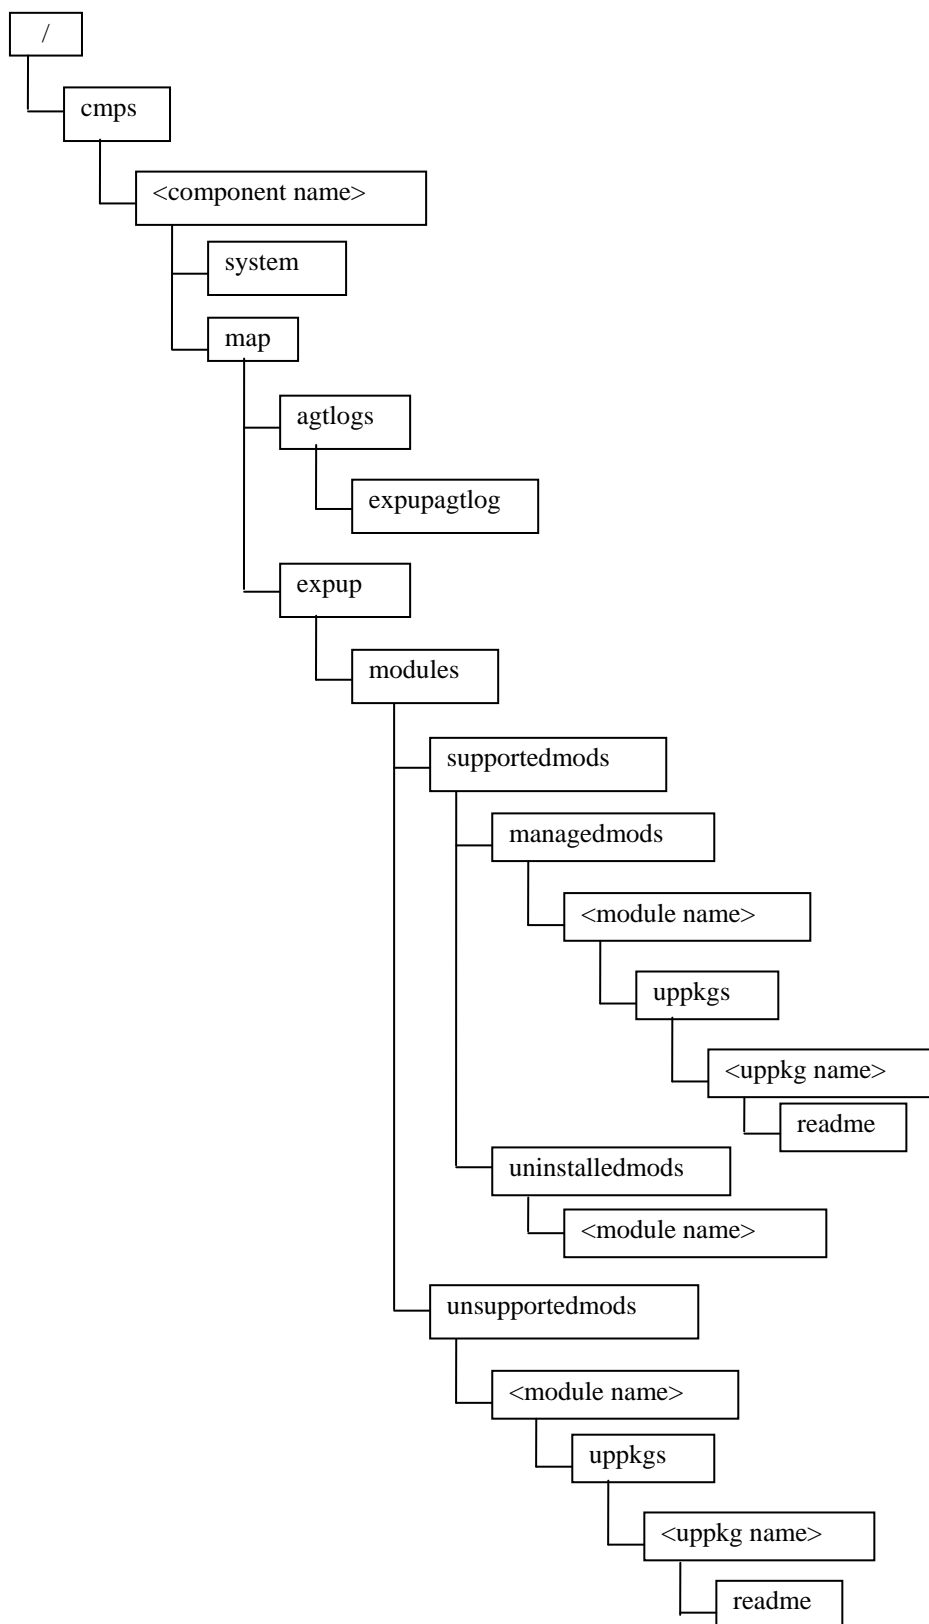 /
cmps
<component name>
system
map
agtlogs
expupagtlog
expup
modules
supportedmods
managedmods
<module name>
uppkgs
<uppkg name>
readme
uninstalledmods
<module name>
unsupportedmods
<module name>
uppkgs
<uppkg name>
readme